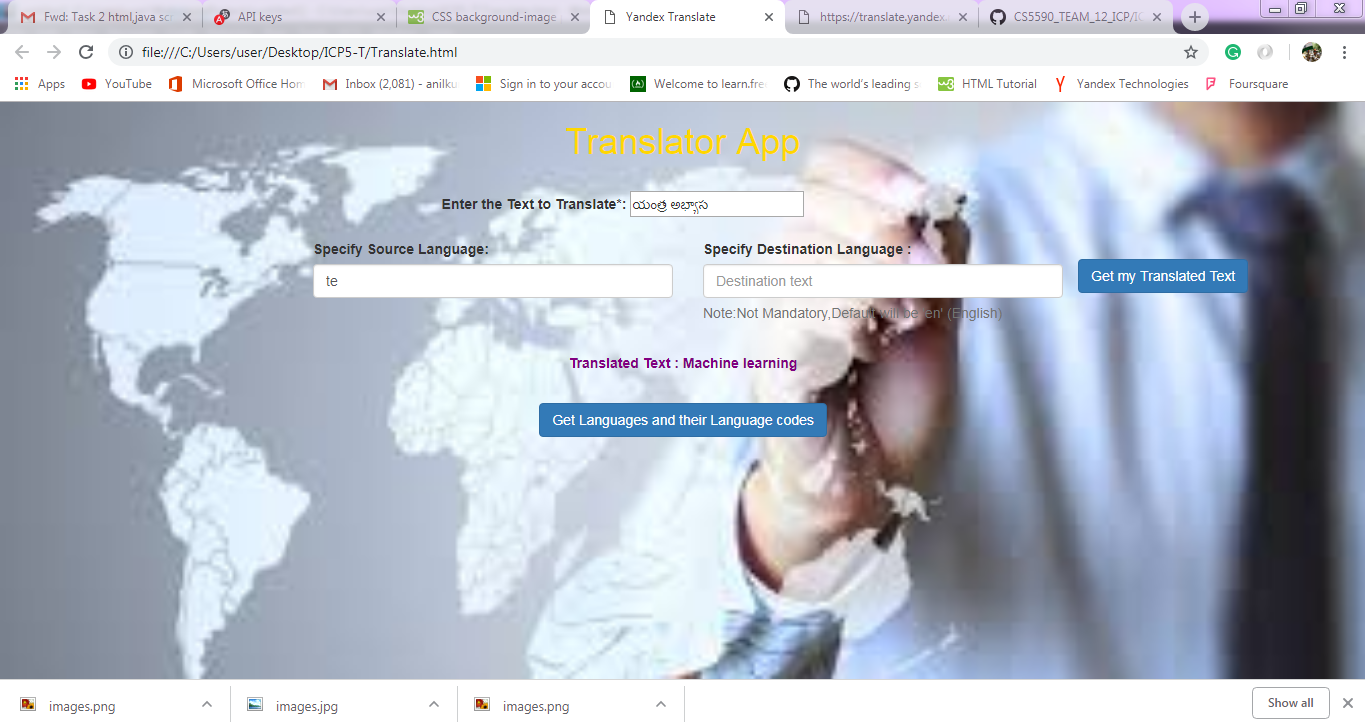 Fwd: Task 2 html,java scr
API keys
CSS background-image
Yandex Translate
https://translate.yandex.
CS5590_TEAM_12_ICP/IC
file:///C:/Users/user/Desktop/ICP5-T/Translate.html
Apps
YouTube
Microsoft Office Hom
Inbox (2,081) - anilku
Sign in to your accou
Welcome to learn.free
The world's leading s
HTML Tutorial
Yandex Technologies
Foursquare
Translator App
Enter the Text to Translate*: యంత్ర అభ్యాస
Specify Source Language:
Specify Destination Language :
te
Destination text
Get my Translated Text
Note:Not Mandatory,Default will be 'en' (English)
Translated Text : Machine learning
Get Languages and their Language codes
images.png
images.jpg
images.png
Show all